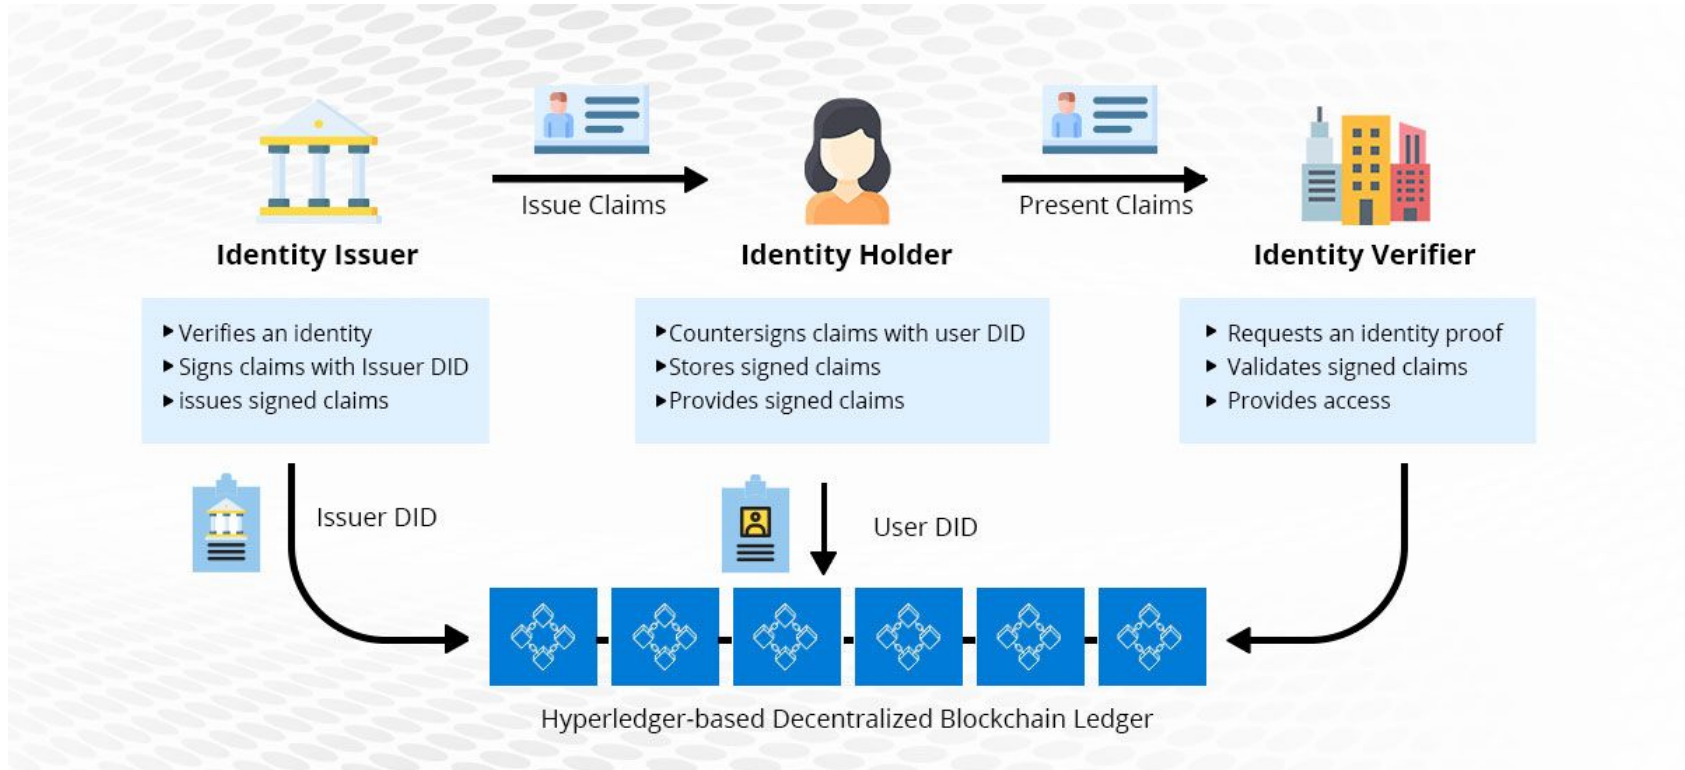 Issue Claims
Present Claims
Identity Issuer
Identity Holder
Identity Verifier
Verifies an identity
Signs claims with Issuer DID
issues signed claims
Countersigns claims with user DID
Stores signed claims
Provides signed claims
Requests an identity proof
Validates signed claims
Provides access
Issuer DID
User DID
Hyperledger-based Decentralized Blockchain Ledger